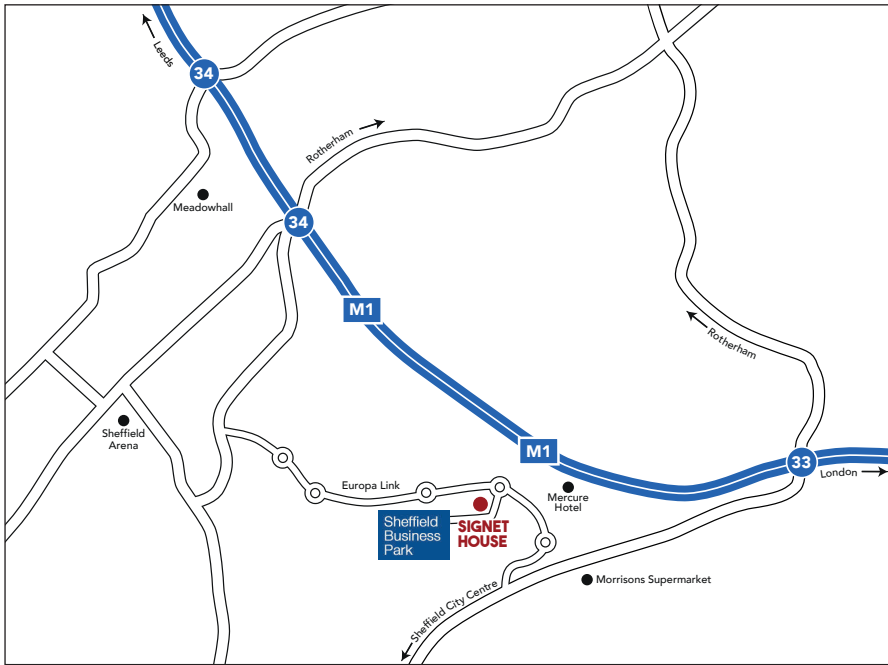 Leeds
34
Rotherham
Meadowhall
34
M1
Rotherham
Sheffield
Arena
M1
33
London
Europa Link
Mercure
Hotel
Sheffield
Business
Park
SIGNET
HOUSE
Morrisons Supermarket
Sheffield City Centre